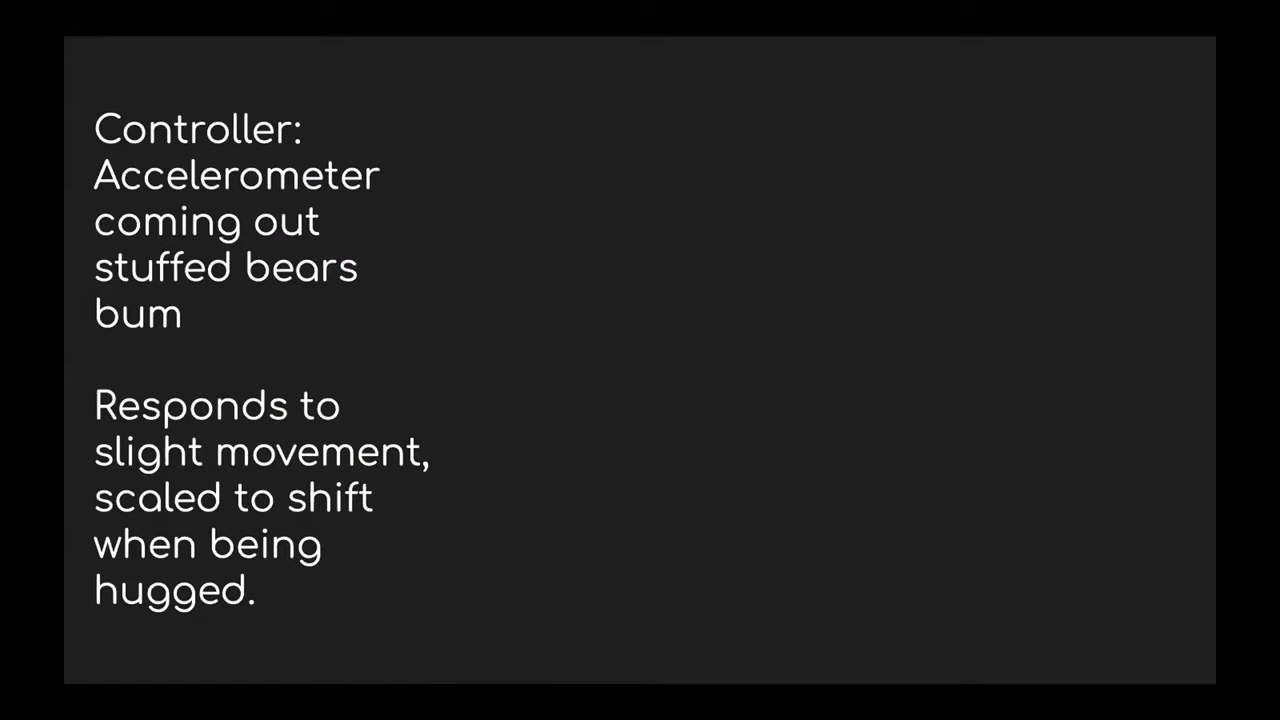 Controller:
Accelerometer
coming out
stuffed bears
bum
Responds to
slight movement,
scaled to shift
when being
hugged.